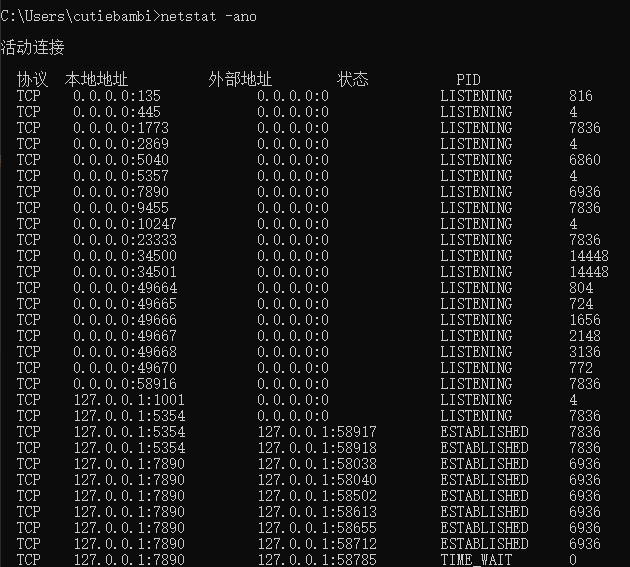 C:\Users\cutiebambi>netstat -ano
活动连接
协议 本地地址 外部地址 状态 PID
TCP 0.0.0.0:135 0.0.0.0:0 LISTENING 816
TCP 0.0.0.0:445 0.0.0.0:0 LISTENING 4
TCP 0.0.0.0:1773 0.0.0.0:0 LISTENING 7836
TCP 0.0.0.0:2869 0.0.0.0:0 LISTENING 4
TCP 0.0.0.0:5040 0.0.0.0:0 LISTENING 6860
TCP 0.0.0.0:5357 0.0.0.0:0 LISTENING 4
TCP 0.0.0.0:7890 0.0.0.0:0 LISTENING 6936
TCP 0.0.0.0:9455 0.0.0.0:0 LISTENING 7836
TCP 0.0.0.0:10247 0.0.0.0:0 LISTENING 4
TCP 0.0.0.0:23333 0.0.0.0:0 LISTENING 7836
TCP 0.0.0.0:34500 0.0.0.0:0 LISTENING 14448
TCP 0.0.0.0:34501 0.0.0.0:0 LISTENING 14448
TCP 0.0.0.0:49664 0.0.0.0:0 LISTENING 804
TCP 0.0.0.0:49665 0.0.0.0:0 LISTENING 724
TCP 0.0.0.0:49666 0.0.0.0:0 LISTENING 1656
TCP 0.0.0.0:49667 0.0.0.0:0 LISTENING 2148
TCP 0.0.0.0:49668 0.0.0.0:0 LISTENING 3136
TCP 0.0.0.0:49670 0.0.0.0:0 LISTENING 772
TCP 0.0.0.0:58916 0.0.0.0:0 LISTENING 7836
TCP 127.0.0.1:1001 0.0.0.0:0 LISTENING 4
TCP 127.0.0.1:5354 0.0.0.0:0 LISTENING 7836
TCP 127.0.0.1:5354 127.0.0.1:58917 ESTABLISHED 7836
TCP 127.0.0.1:5354 127.0.0.1:58918 ESTABLISHED 7836
TCP 127.0.0.1:7890 127.0.0.1:58038 ESTABLISHED 6936
TCP 127.0.0.1:7890 127.0.0.1:58040 ESTABLISHED 6936
TCP 127.0.0.1:7890 127.0.0.1:58502 ESTABLISHED 6936
TCP 127.0.0.1:7890 127.0.0.1:58613 ESTABLISHED 6936
TCP 127.0.0.1:7890 127.0.0.1:58655 ESTABLISHED 6936
TCP 127.0.0.1:7890 127.0.0.1:58712 ESTABLISHED 6936
TCP 127.0.0.1:7890 127.0.0.1:58785 TIME_WAIT 0